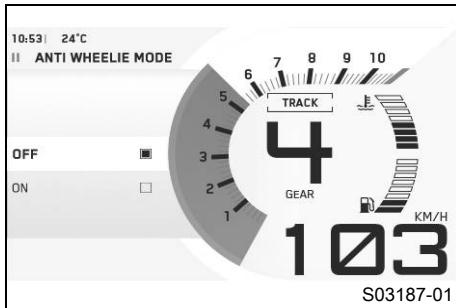 10:53| 24°C
II ANTI WHEELIE MODE
OFF
ON
1
2
3
4
5
6
7
8
9
10
TRACK
4
GEAR
KM/H
103
S03187-01